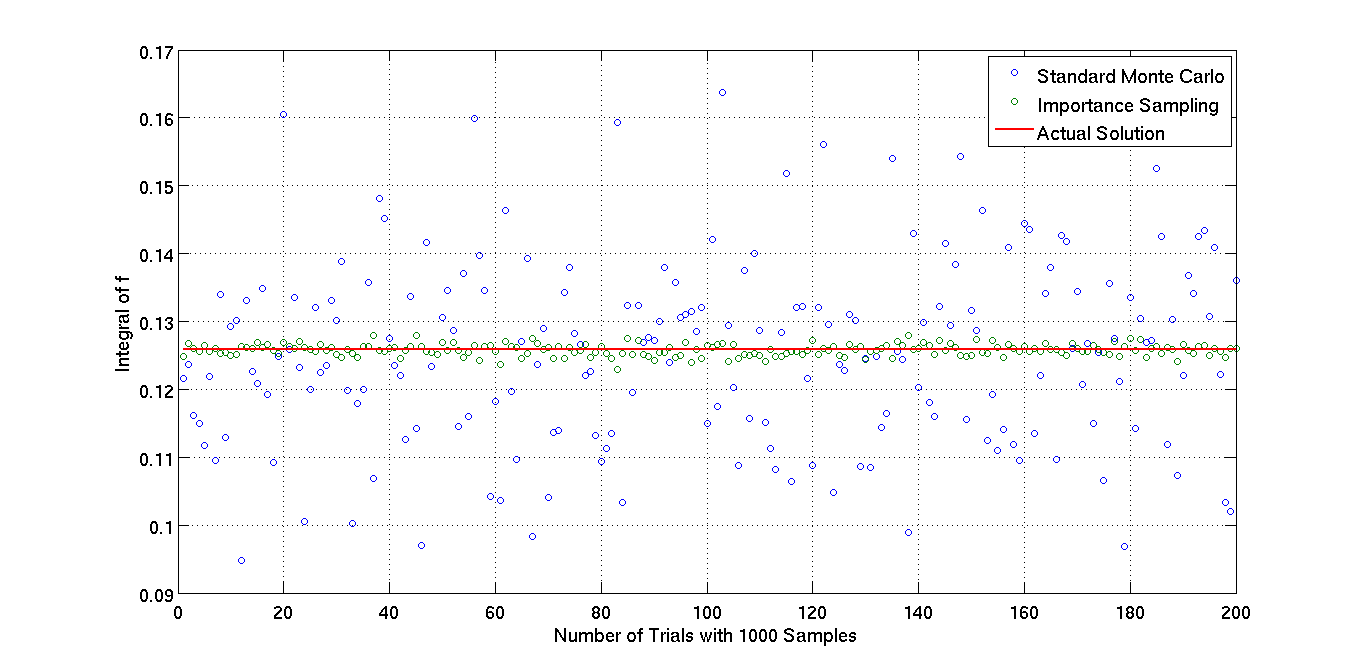 0.17
0.16
0.15
0.14
0.13
0.12
0.11
0.1
0.09
Integral of f
Standard Monte Carlo
Importance Sampling
Actual Solution
0 20 40 60 80 100 120 140 160 180 200
Number of Trials with 1000 Samples